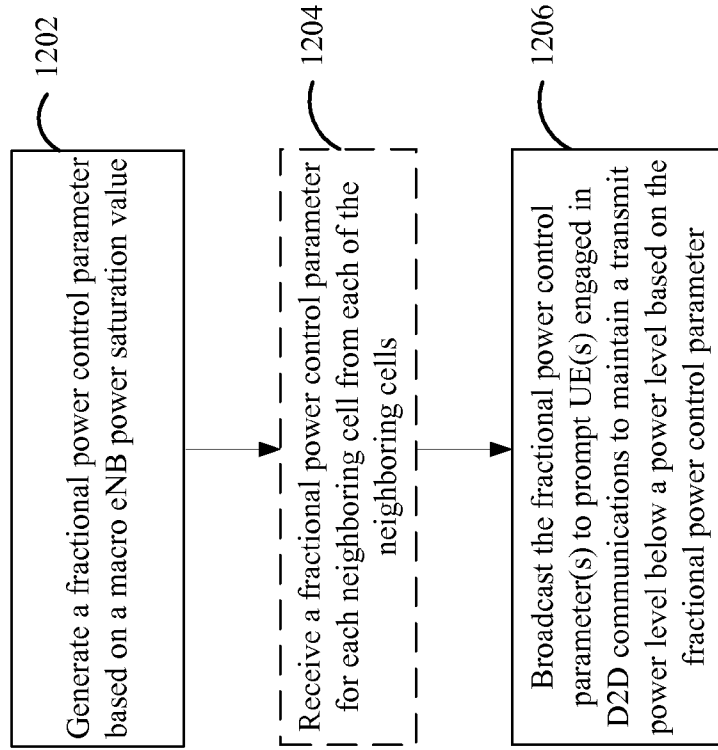 Generate a fractional power control parameter
based on a macro eNB power saturation value
1202
Receive a fractional power control parameter
for each neighboring cell from each of the
neighboring cells
1204
Broadcast the fractional power control
parameter(s) to prompt UE(s) engaged in
D2D communications to maintain a transmit
power level below a power level based on the
fractional power control parameter
1206